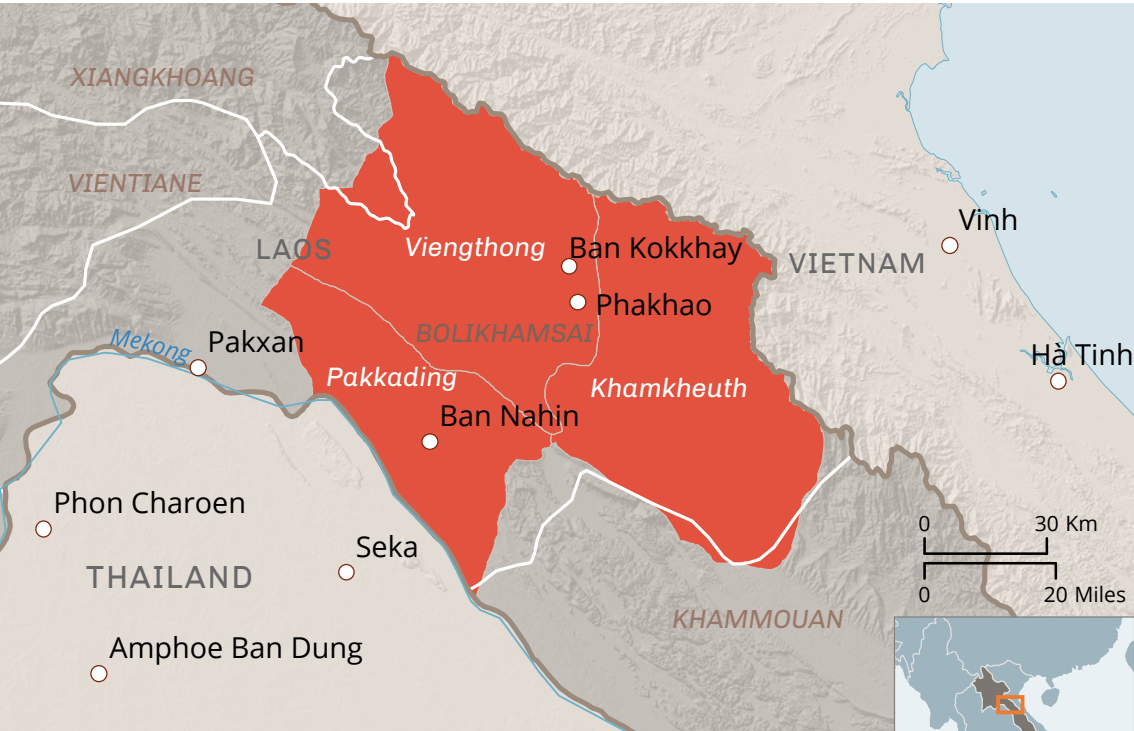 XIANGKHOANG
VIENTIANE
LAOS
Viengthong
Ban Kokkhay
VIETNAM
Vinh
Phakhao
BOLIKHAMSAI
Mekong
Pakxan
Hà Tinh
Pakkading
Khamkheuth
Ban Nahin
Phon Charoen
Seka
0 30 Km
0 20 Miles
THAILAND
KHAMMOUAN
Amphoe Ban Dung